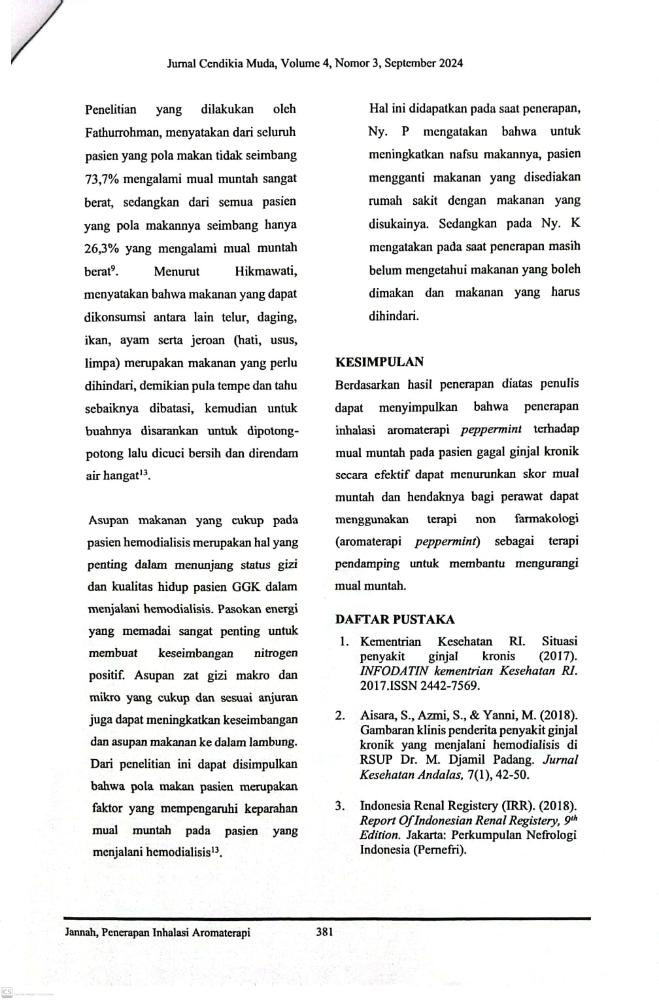 Jurnal Cendikia Muda, Volume 4, Nomor 3, September 2024
Penelitian yang dilakukan oleh
Fathurrohman, menyatakan dari seluruh
pasien yang pola makan tidak seimbang
73,7% mengalami mual muntah sangat
berat, sedangkan dari semua pasien
yang pola makannya seimbang hanya
26,3% yang mengalami mual muntah
berat⁹. Menurut Hikmawati,
menyatakan bahwa makanan yang dapat
dikonsumsi antara lain telur, daging,
ikan, ayam serta jeroan (hati, usus,
limpa) merupakan makanan yang perlu
dihindari, demikian pula tempe dan tahu
sebaiknya dibatasi, kemudian untuk
buahnya disarankan untuk dipotong-
potong lalu dicuci bersih dan direndam
air hangat¹³.
Asupan makanan yang cukup pada
pasien hemodialisis merupakan hal yang
penting dalam menunjang status gizi
dan kualitas hidup pasien GGK dalam
menjalani hemodialisis. Pasokan energi
yang memadai sangat penting untuk
membuat keseimbangan nitrogen
positif. Asupan zat gizi makro dan
mikro yang cukup dan sesuai anjuran
juga dapat meningkatkan keseimbangan
dan asupan makanan ke dalam lambung.
Dari penelitian ini dapat disimpulkan
bahwa pola makan pasien merupakan
faktor yang mempengaruhi keparahan
mual muntah pada pasien yang
menjalani hemodialisis¹³.
Hal ini didapatkan pada saat penerapan,
Ny. P mengatakan bahwa untuk
meningkatkan nafsu makannya, pasien
mengganti makanan yang disediakan
rumah sakit dengan makanan yang
disukainya. Sedangkan pada Ny. K
mengatakan pada saat penerapan masih
belum mengetahui makanan yang boleh
dimakan dan makanan yang harus
dihindari.
KESIMPULAN
Berdasarkan hasil penerapan diatas penulis
dapat menyimpulkan bahwa penerapan
inhalasi aromaterapi peppermint terhadap
mual muntah pada pasien gagal ginjal kronik
secara efektif dapat menurunkan skor mual
muntah dan hendaknya bagi perawat dapat
menggunakan terapi non farmakologi
(aromaterapi peppermint) sebagai terapi
pendamping untuk membantu mengurangi
mual muntah.
DAFTAR PUSTAKA
1. Kementrian Kesehatan RI. Situasi
penyakit ginjal kronis (2017).
INFODATIN kementrian Kesehatan RI.
2017.ISSN 2442-7569.
2. Aisara, S., Azmi, S., & Yanni, M. (2018).
Gambaran klinis penderita penyakit ginjal
kronik yang menjalani hemodialisis di
RSUP Dr. M. Djamil Padang. Jurnal
Kesehatan Andalas, 7(1), 42-50.
3. Indonesia Renal Registery (IRR). (2018).
Report Of Indonesian Renal Registery, 9th
Edition. Jakarta: Perkumpulan Nefrologi
Indonesia (Pernefri).
Jannah, Penerapan Inhalasi Aromaterapi 381
CS